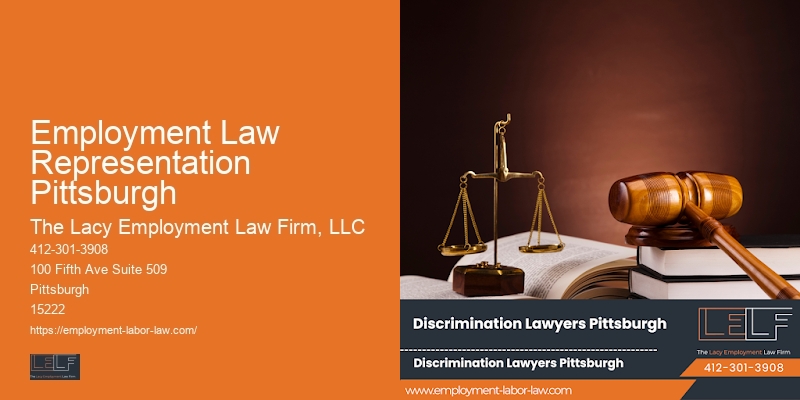 Employment Law
Representation
Pittsburgh
The Lacy Employment Law Firm, LLC
412-301-3908
100 Fifth Ave Suite 509
Pittsburgh
15222
https://employment-labor-law.com/
LELF
Discrimination Lawyers Pittsburgh
Discrimination Lawyers Pittsburgh
www.employment-labor-law.com
LELF
The Lacy Employment Law Firm
412-301-3908